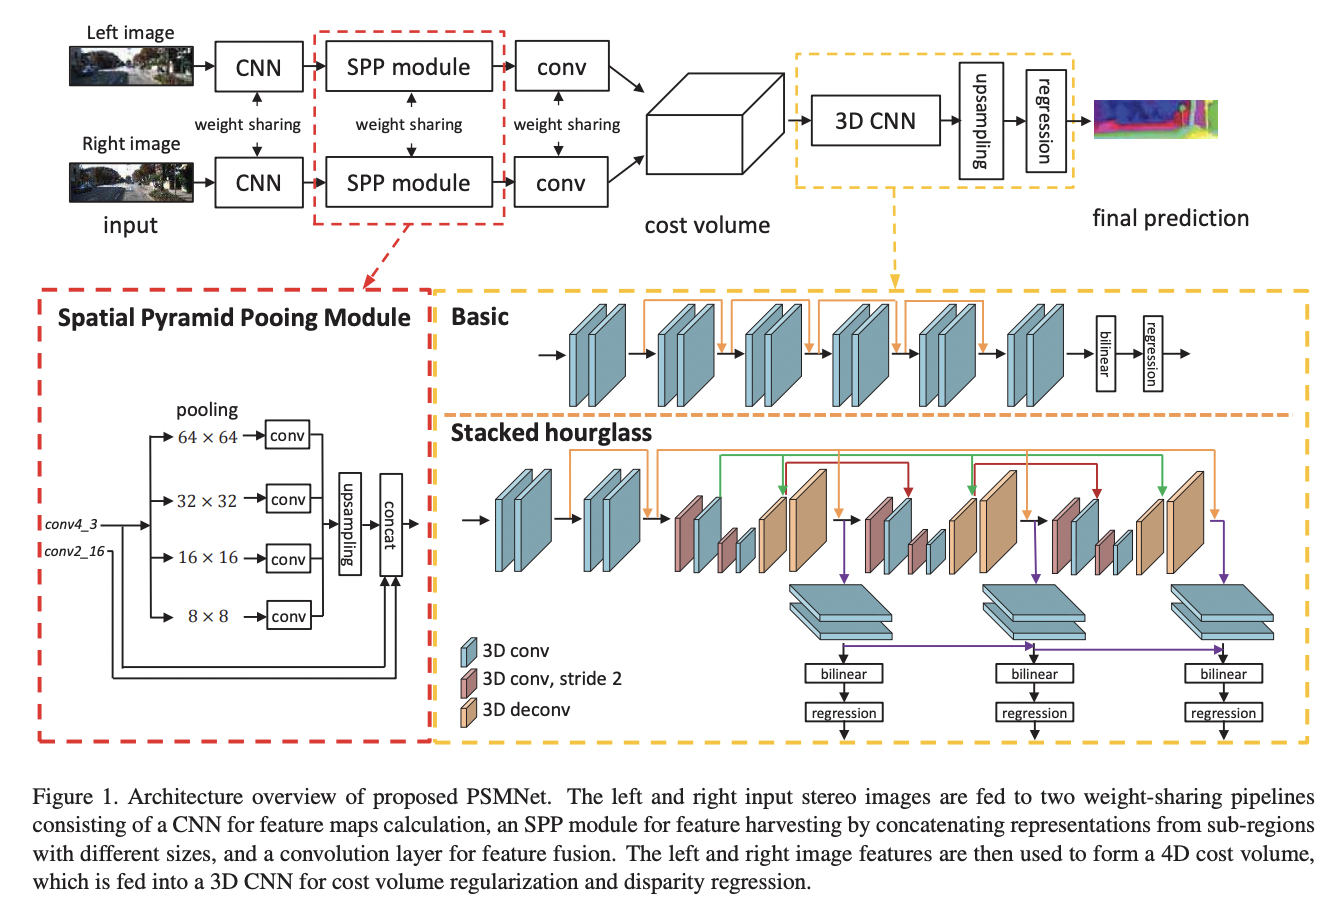 Left image
CNN
SPP module
conv
weight sharing
weight sharing
weight sharing
Right image
CNN
SPP module
conv
input
cost volume
3D CNN
upsampling
regression
final prediction
Spatial Pyramid Pooing Module
pooling
64 × 64
conv
32 × 32
conv
16 × 16
conv
8 × 8
conv
conv4_3
conv2_16
upsampling
concat
Basic
bilinear
regression
Stacked hourglass
3D conv
3D conv, stride 2
3D deconv
bilinear
bilinear
bilinear
regression
regression
regression
Figure 1. Architecture overview of proposed PSMNet. The left and right input stereo images are fed to two weight-sharing pipelines
consisting of a CNN for feature maps calculation, an SPP module for feature harvesting by concatenating representations from sub-regions
with different sizes, and a convolution layer for feature fusion. The left and right image features are then used to form a 4D cost volume,
which is fed into a 3D CNN for cost volume regularization and disparity regression.